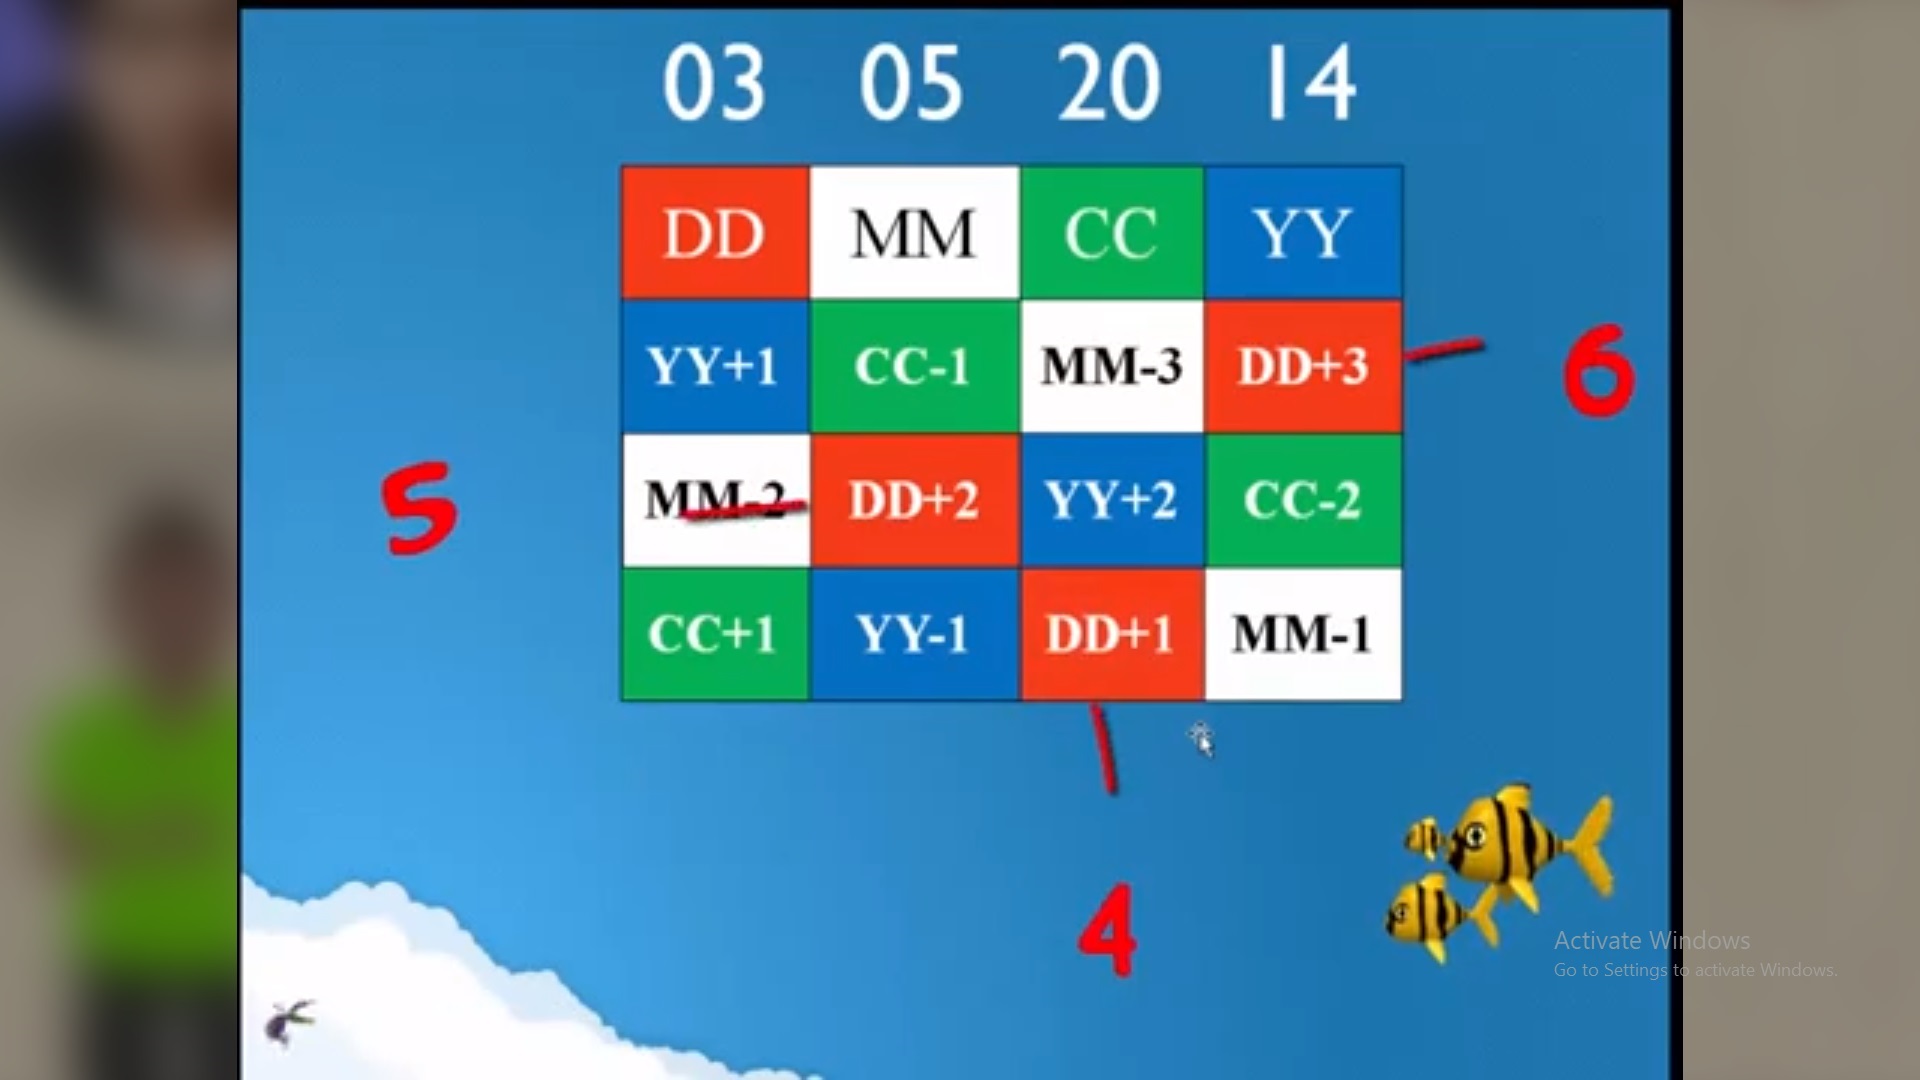 03 05 20 14
DD MM CC YY
YY+1 CC-1 MM-3 DD+3
6
5
MM-2 DD+2 YY+2 CC-2
CC+1 YY-1 DD+1 MM-1
4
Activate Windows
Go to Settings to activate Windows.